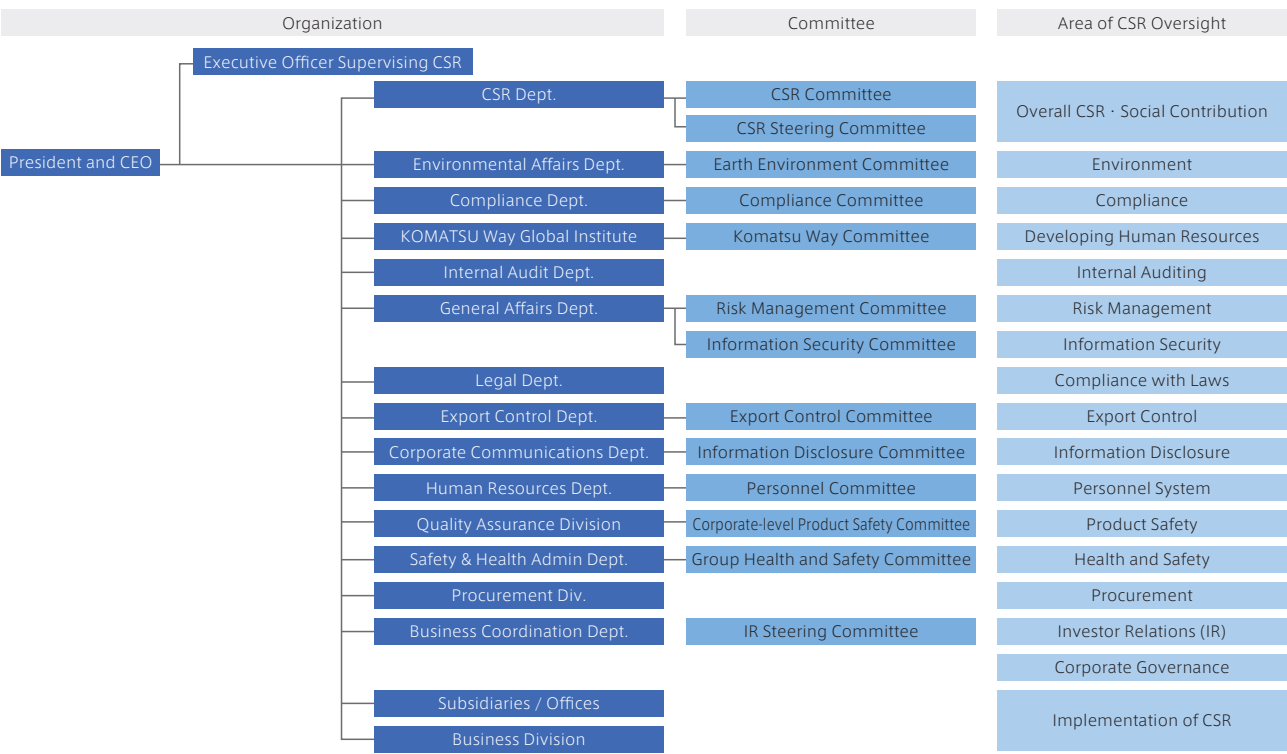 Organization Committee Area of CSR Oversight
Executive Officer Supervising CSR
CSR Dept. CSR Committee
Overall CSR · Social Contribution
CSR Steering Committee
President and CEO Environmental Affairs Dept. Earth Environment Committee Environment
Compliance Dept. Compliance Committee Compliance
KOMATSU Way Global Institute Komatsu Way Committee Developing Human Resources
Internal Audit Dept. Internal Auditing
General Affairs Dept. Risk Management Committee Risk Management
Information Security Committee Information Security
Legal Dept. Compliance with Laws
Export Control Dept. Export Control Committee Export Control
Corporate Communications Dept. Information Disclosure Committee Information Disclosure
Human Resources Dept. Personnel Committee Personnel System
Quality Assurance Division Corporate-level Product Safety Committee Product Safety
Safety & Health Admin Dept. Group Health and Safety Committee Health and Safety
Procurement Div. Procurement
Business Coordination Dept. IR Steering Committee Investor Relations (IR)
Corporate Governance
Subsidiaries / Offices
Implementation of CSR
Business Division